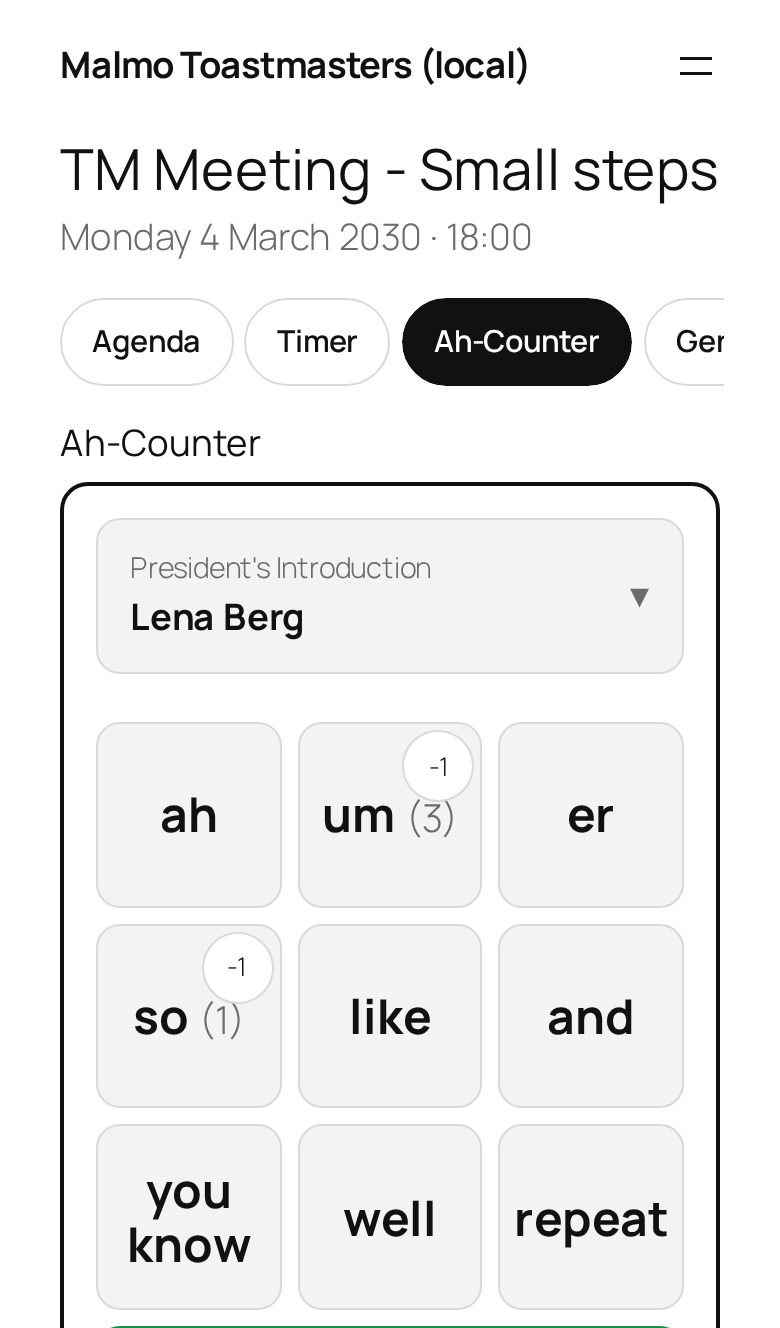 Malmo Toastmasters (local)
TM Meeting - Small steps
Monday 4 March 2030 · 18:00
Agenda
Timer
Ah-Counter
Ah-Counter
President's Introduction
Lena Berg
▼
ah
-1
um (3)
er
-1
so (1)
like
and
you
know
well
repeat